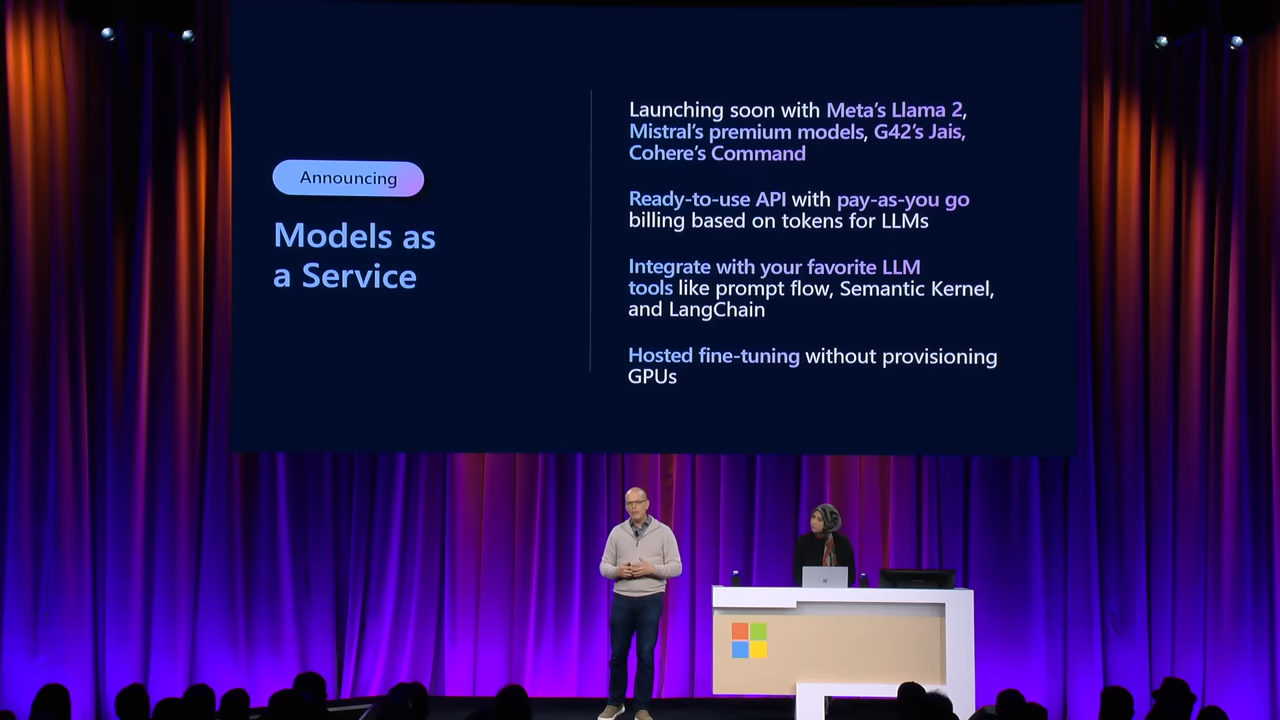 Announcing
Models as
a Service
Launching soon with Meta's Llama 2,
Mistral's premium models, G42's Jais,
Cohere's Command
Ready-to-use API with pay-as-you go
billing based on tokens for LLMs
Integrate with your favorite LLM
tools like prompt flow, Semantic Kernel,
and LangChain
Hosted fine-tuning without provisioning
GPUs